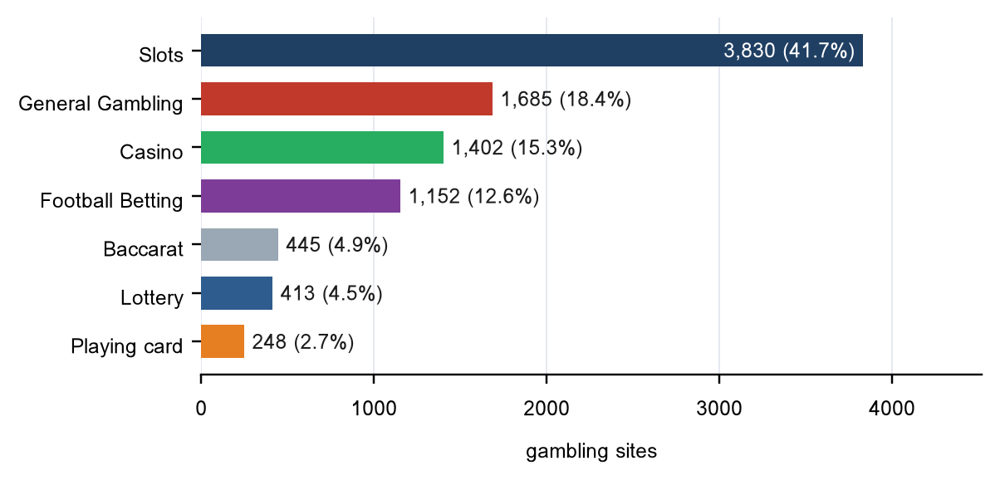 Slots 3,830 (41.7%)
General Gambling 1,685 (18.4%)
Casino 1,402 (15.3%)
Football Betting 1,152 (12.6%)
Baccarat 445 (4.9%)
Lottery 413 (4.5%)
Playing card 248 (2.7%)
0 1000 2000 3000 4000
gambling sites